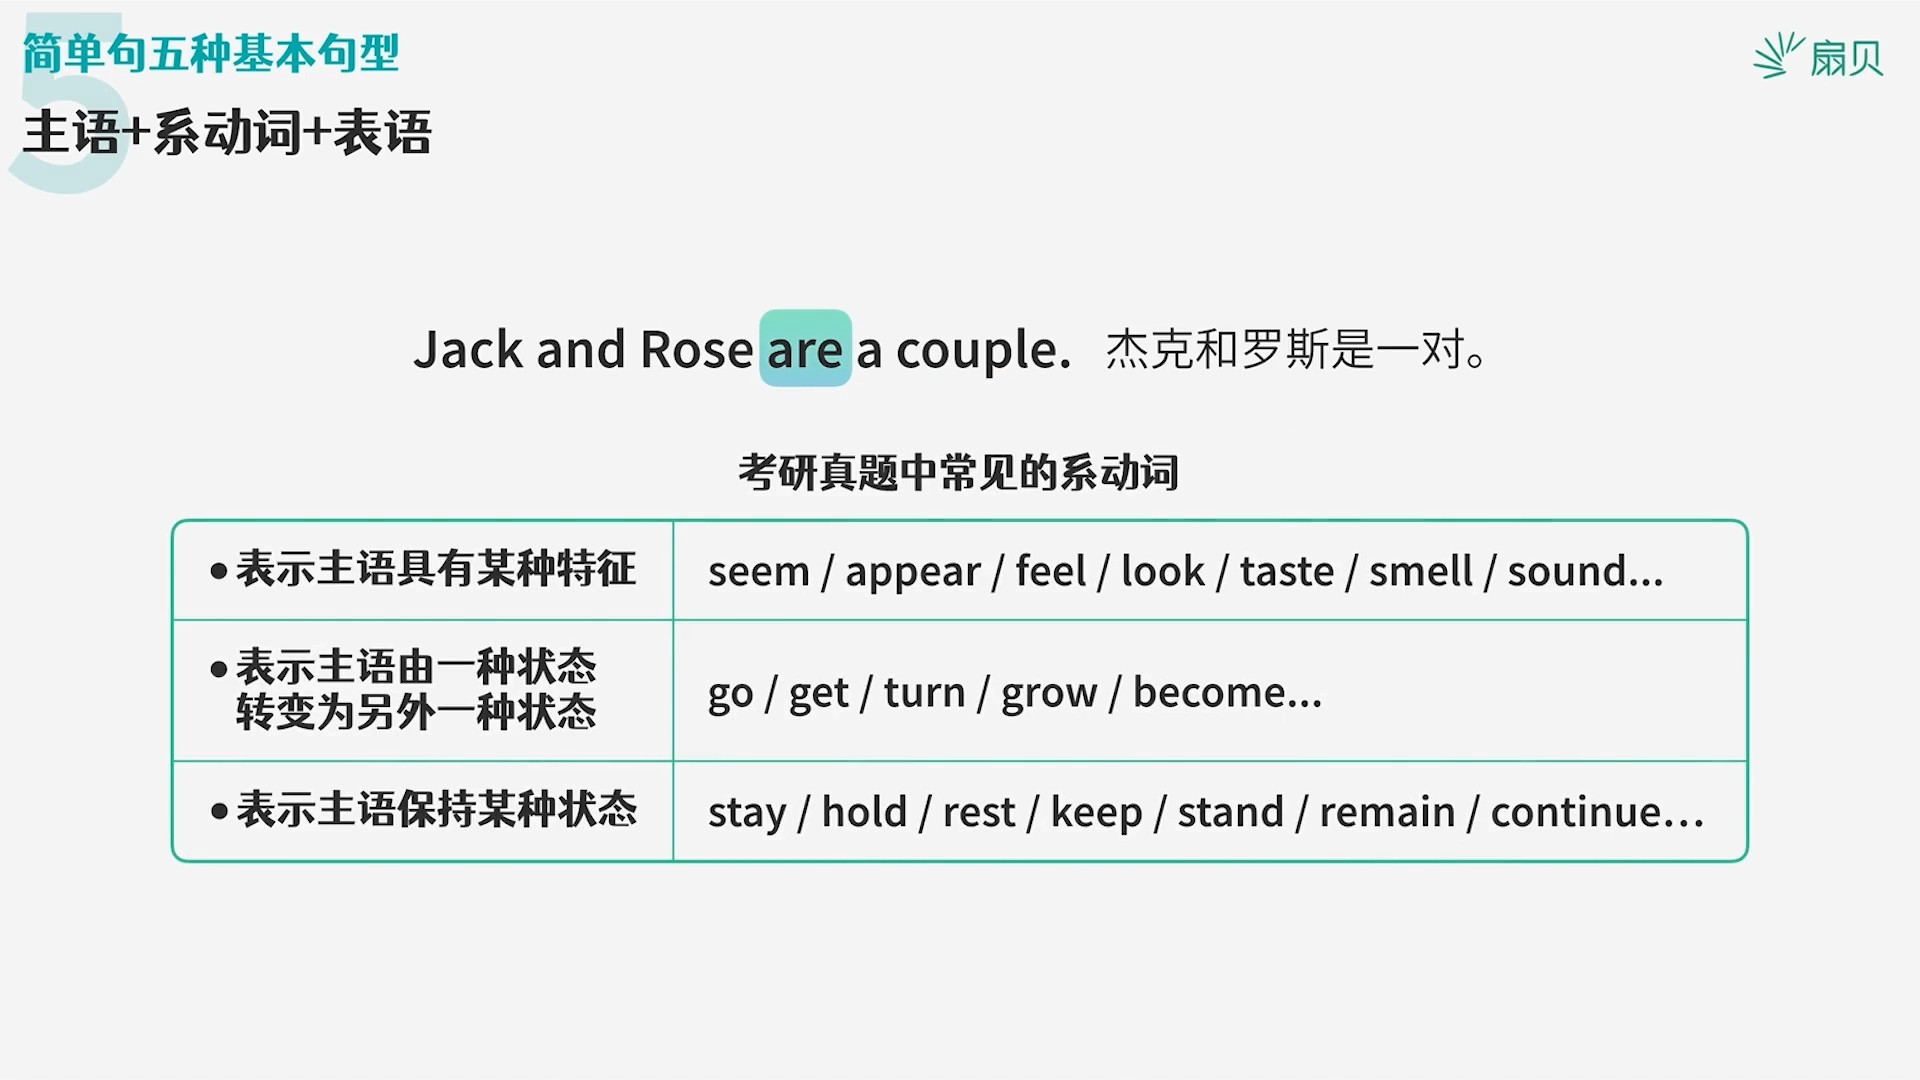 5
简单句五种基本句型
扇贝
主语+系动词+表语
Jack and Rose are a couple. 杰克和罗斯是一对。
考研真题中常见的系动词
•表示主语具有某种特征
seem / appear / feel / look / taste / smell / sound...
•表示主语由一种状态
转变为另外一种状态
go / get / turn / grow / become...
•表示主语保持某种状态
stay / hold / rest / keep / stand / remain / continue...